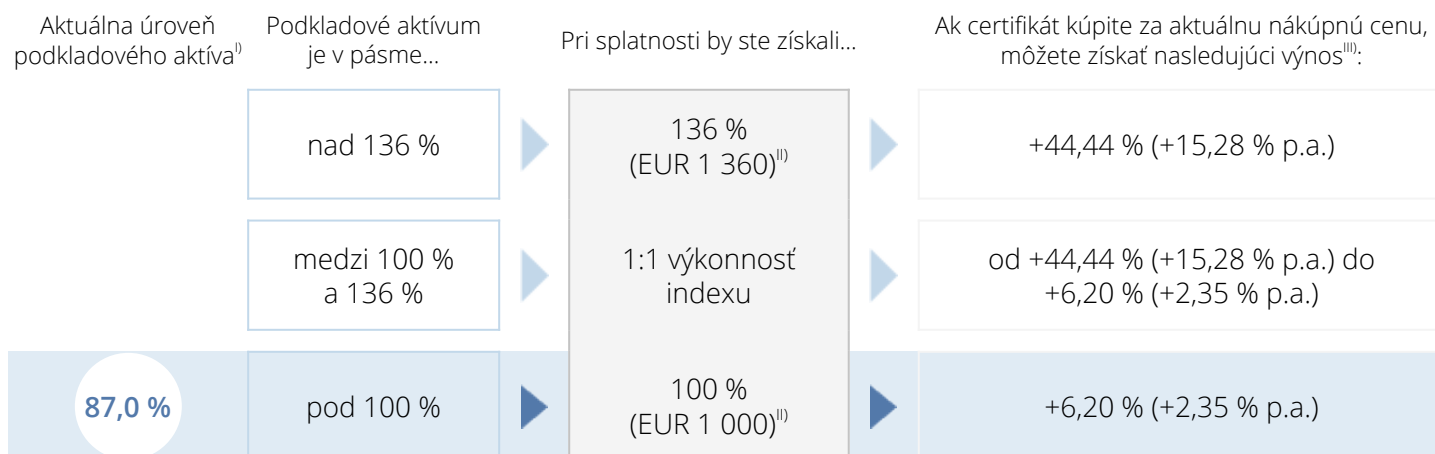 Aktuálna úroveň
podkladového aktíva^I)
Podkladové aktívum
je v pásme...
Pri splatnosti by ste získali...
Ak certifikát kúpite za aktuálnu nákupnú cenu,
môžete získať nasledujúci výnos^III):
nad 136 %
136 %
(EUR 1 360)^II)
+44,44 % (+15,28 % p.a.)
medzi 100 %
a 136 %
1:1 výkonnosť
indexu
od +44,44 % (+15,28 % p.a.) do
+6,20 % (+2,35 % p.a.)
87,0 %
pod 100 %
100 %
(EUR 1 000)^II)
+6,20 % (+2,35 % p.a.)